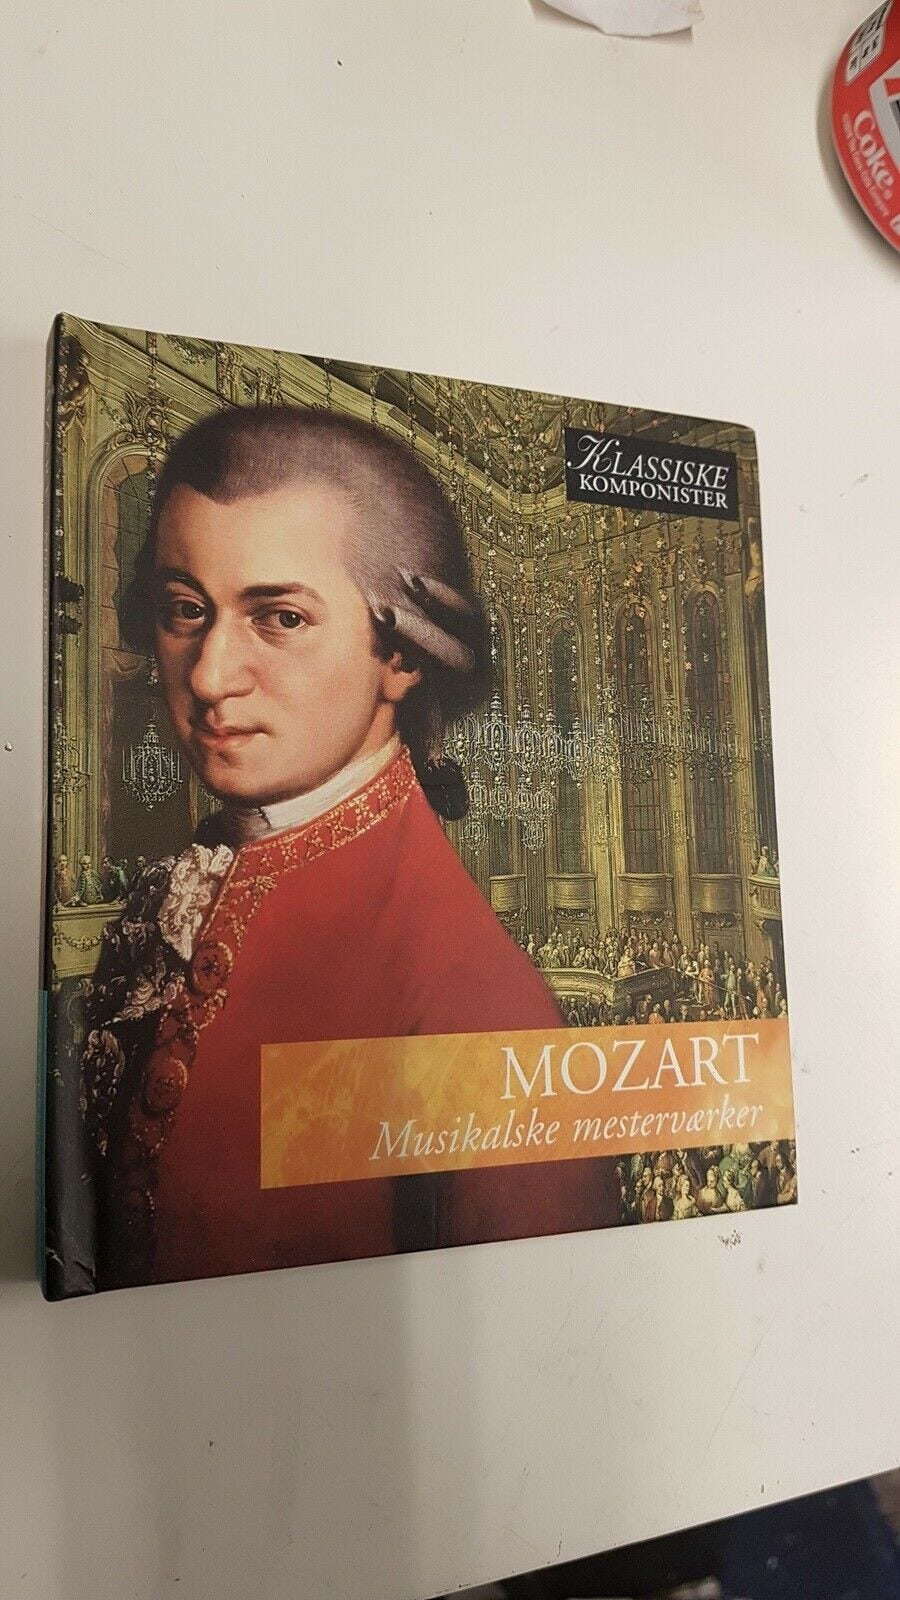 Coke
KLASSISKE
KOMPONISTER
MOZART
Musikalske mesterværker